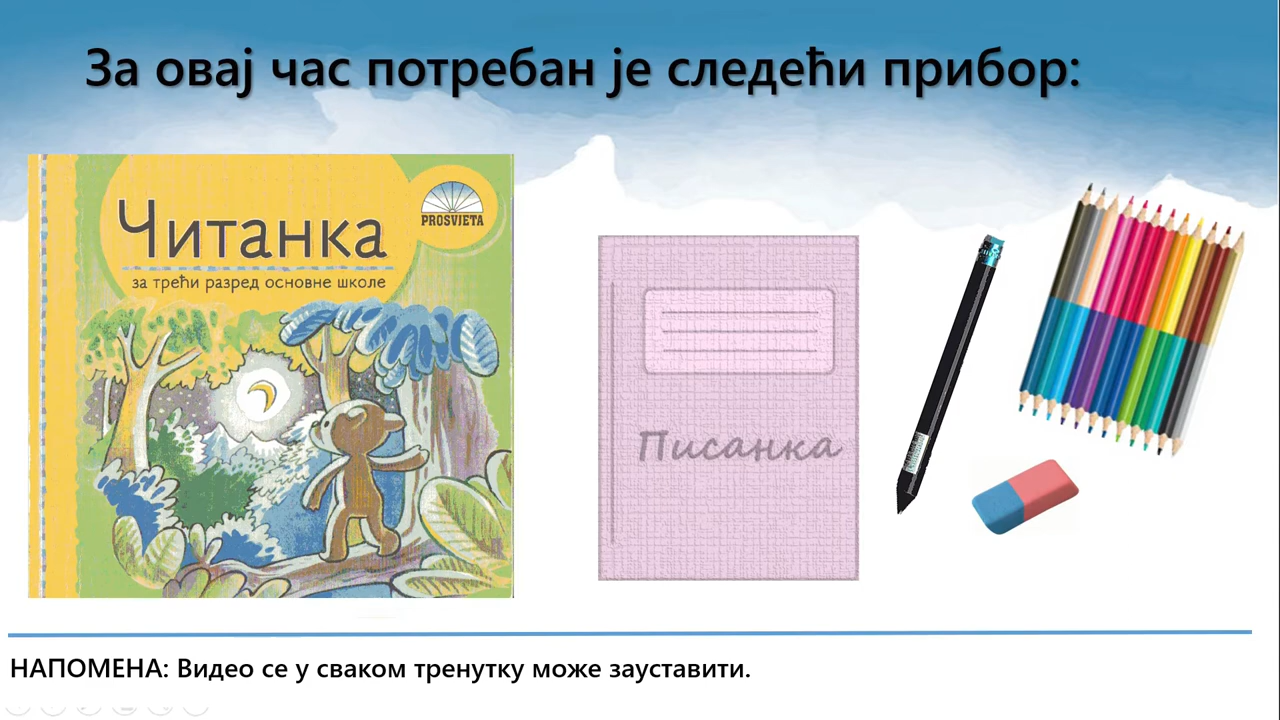 За овај час потребан је следећи прибор:
Читанка
за трећи разред основне школе
PROSVJETA
Писанка
НАПОМЕНА: Видео се у сваком тренутку може зауставити.